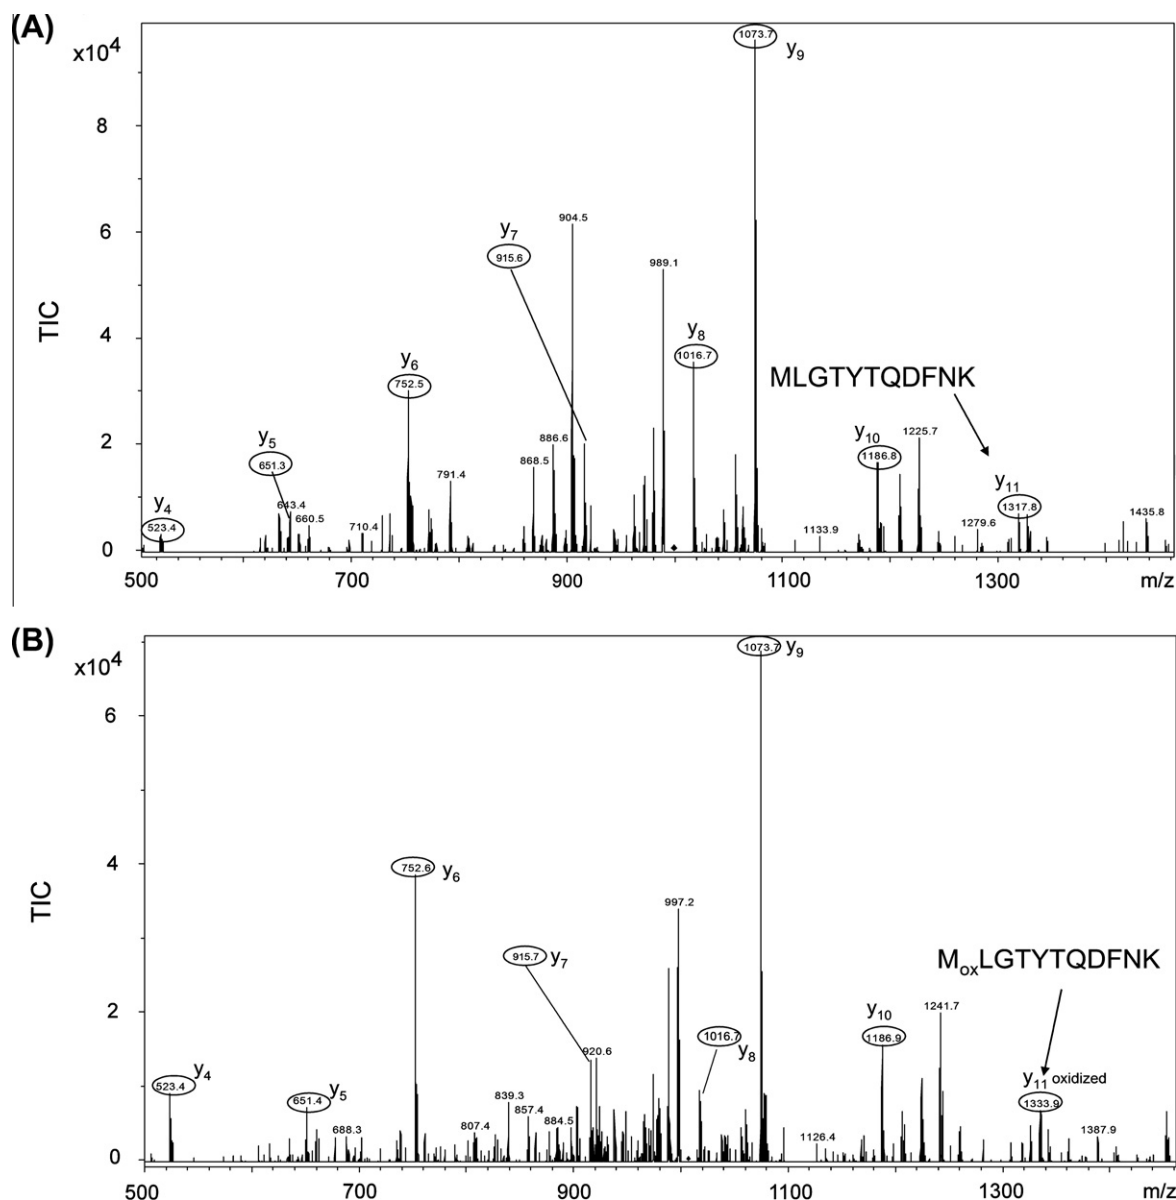 (A)
x10⁴
1073.7
y₉
8
6
904.5
y₇
915.6
989.1
TIC
4
y₈
1016.7
y₆
752.5
MLGTYTQDFNK
2
y₅
651.3
886.6
868.5
y₁₀
1186.8
1225.7
791.4
y₄
523.4
643.4
660.5
710.4
y₁₁
1317.8
1133.9
1279.6
1435.8
0
500 700 900 1100 1300 m/z
(B)
x10⁴
1073.7 y₉
6
TIC
4
752.6 y₆
997.2
915.7 y₇
MₒₓLGTYTQDFNK
2
1016.7
y₈
y₁₀
1186.9
1241.7
920.6
y₄
523.4
y₅
651.4
839.3
857.4
y₁₁ oxidized
1333.9
688.3
807.4
884.5
1126.4
1387.9
0
500 700 900 1100 1300 m/z